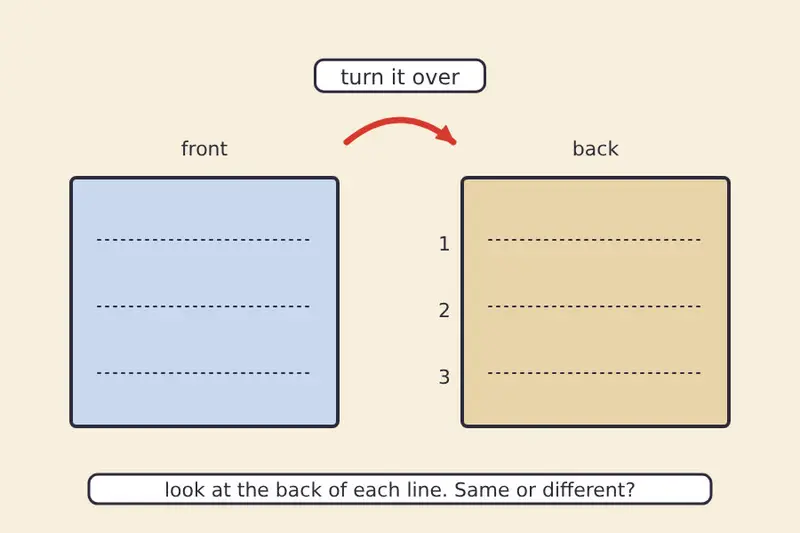 turn it over
front
back
1
2
3
look at the back of each line. Same or different?